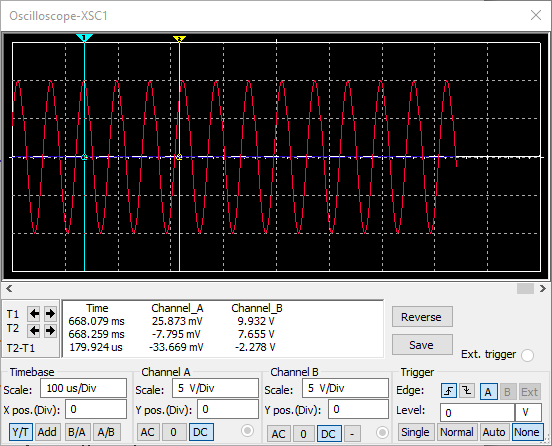 Oscilloscope-XSC1
1 2
Time Channel_A Channel_B
T1 668.079 ms 25.873 mV 9.932 V
T2 668.259 ms -7.795 mV 7.655 V
T2-T1 179.924 us -33.669 mV -2.278 V
Reverse
Save
Ext. trigger
Timebase Channel A Channel B Trigger
Scale: 100 us/Div Scale: 5 V/Div Scale: 5 V/Div Edge: A B Ext
X pos.(Div): 0 Y pos.(Div): 0 Y pos.(Div): 0 Level: 0 V
Y/T Add B/A A/B AC 0 DC AC 0 DC - Single Normal Auto None